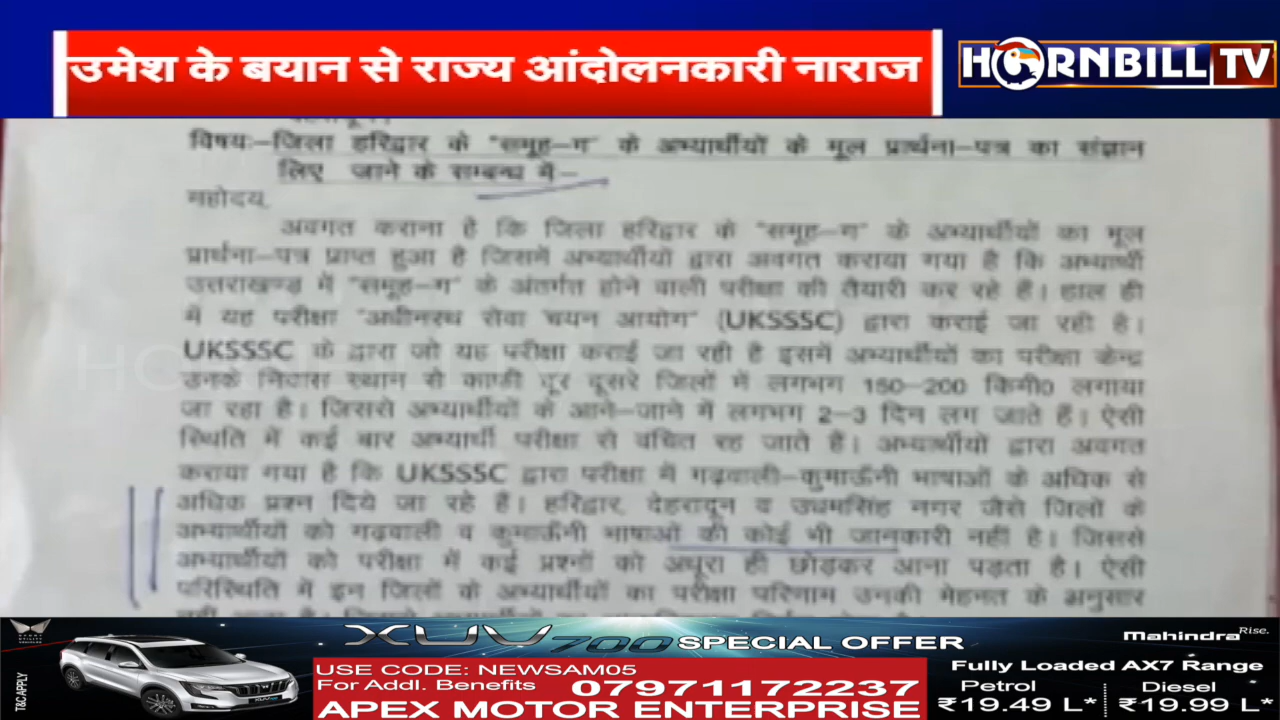 उमेश के बयान से राज्य आंदोलनकारी नाराज
HORNBILL TV
विषयः–जिला हरिद्वार के "समूह–ग" के अभ्यार्थीयों के मूल प्रार्थना–पत्र का संज्ञान
लिए जाने के सम्बन्ध में–
महोदय,
अवगत कराना है कि जिला हरिद्वार के "समूह–ग" के अभ्यार्थीयों का मूल
प्रार्थना–पत्र प्राप्त हुआ है जिसमें अभ्यार्थीयों द्वारा अवगत कराया गया है कि अभ्यार्थी
उत्तराखण्ड में "समूह–ग" के अंतर्गत होने वाली परीक्षा की तैयारी कर रहे हैं। हाल ही
में यह परीक्षा "अधीनस्थ सेवा चयन आयोग" (UKSSSC) द्वारा कराई जा रही है।
UKSSSC के द्वारा जो यह परीक्षा कराई जा रही है इसमें अभ्यार्थीयों का परीक्षा केन्द्र
उनके निवास स्थान से काफी दूर दूसरे जिलों में लगभग 150–200 किमी0 लगाया
जा रहा है। जिससे अभ्यार्थीयों के आने–जाने में लगभग 2–3 दिन लग जाते हैं। ऐसी
स्थिति में कई बार अभ्यार्थी परीक्षा से वंचित रह जाते है। अभ्यार्थीयो द्वारा अवगत
कराया गया है कि UKSSSC द्वारा परीक्षा में गढ़वाली–कुमाऊँनी भाषाओं के अधिक से
अधिक प्रश्न दिये जा रहे हैं। हरिद्वार, देहरादून व उधमसिंह नगर जैसे जिलों के
अभ्यार्थीयों को गढ़वाली व कुमाऊँनी भाषाओं की कोई भी जानकारी नहीं है। जिससे
अभ्यार्थीयों को परीक्षा में कई प्रश्नों को अधूरा ही छोड़कर आना पड़ता है। ऐसी
परिस्थिति में इन जिलों के अभ्यार्थीयों का परीक्षा परिणाम उनकी मेहनत के अनुसार
XUV700 SPECIAL OFFER
Mahindra Rise.
USE CODE: NEWSAM05
For Addl. Benefits 07971172237
APEX MOTOR ENTERPRISE
Fully Loaded AX7 Range
Petrol Diesel
₹19.49 L* ₹19.99 L*
T&C APPLY